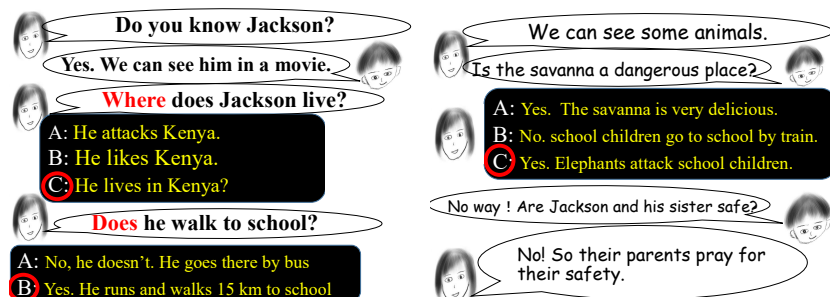 Do you know Jackson?
Yes. We can see him in a movie.
Where does Jackson live?
A: He attacks Kenya.
B: He likes Kenya.
C: He lives in Kenya?
Does he walk to school?
A: No, he doesn't. He goes there by bus
B: Yes. He runs and walks 15 km to school
We can see some animals.
Is the savanna a dangerous place?
A: Yes. The savanna is very delicious.
B: No. school children go to school by train.
C: Yes. Elephants attack school children.
No way ! Are Jackson and his sister safe?
No! So their parents pray for
their safety.